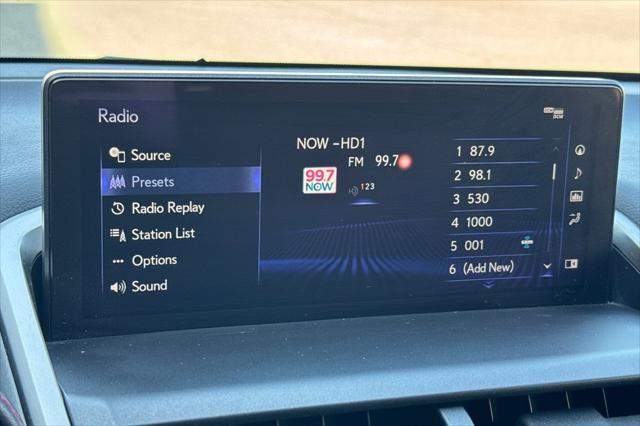 Radio
DCM
NOW -HD1
FM 99.7
99.7
NOW
123
Source
Presets
Radio Replay
Station List
Options
Sound
1 87.9
2 98.1
3 530
4 1000
5 001
6 (Add New)